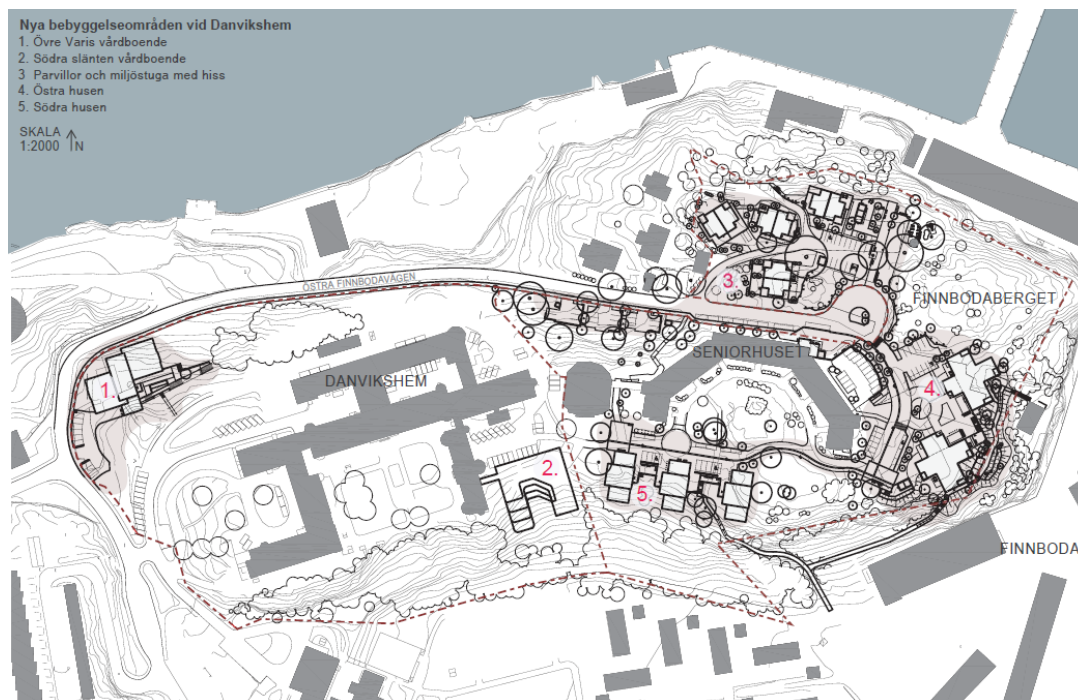 Nya bebyggelseområden vid Danvikshem
1. Övre Varis vårdboende
2. Södra slänten vårdboende
3 Parvillor och miljöstuga med hiss
4. Östra husen
5. Södra husen
SKALA
1:2000 N
ÖSTRA FINNBODAVÄGEN
3.
FINNBODABERGET
SENIORHUSET
DANVIKSHEM
1.
4.
2.
5.
FINNBODA